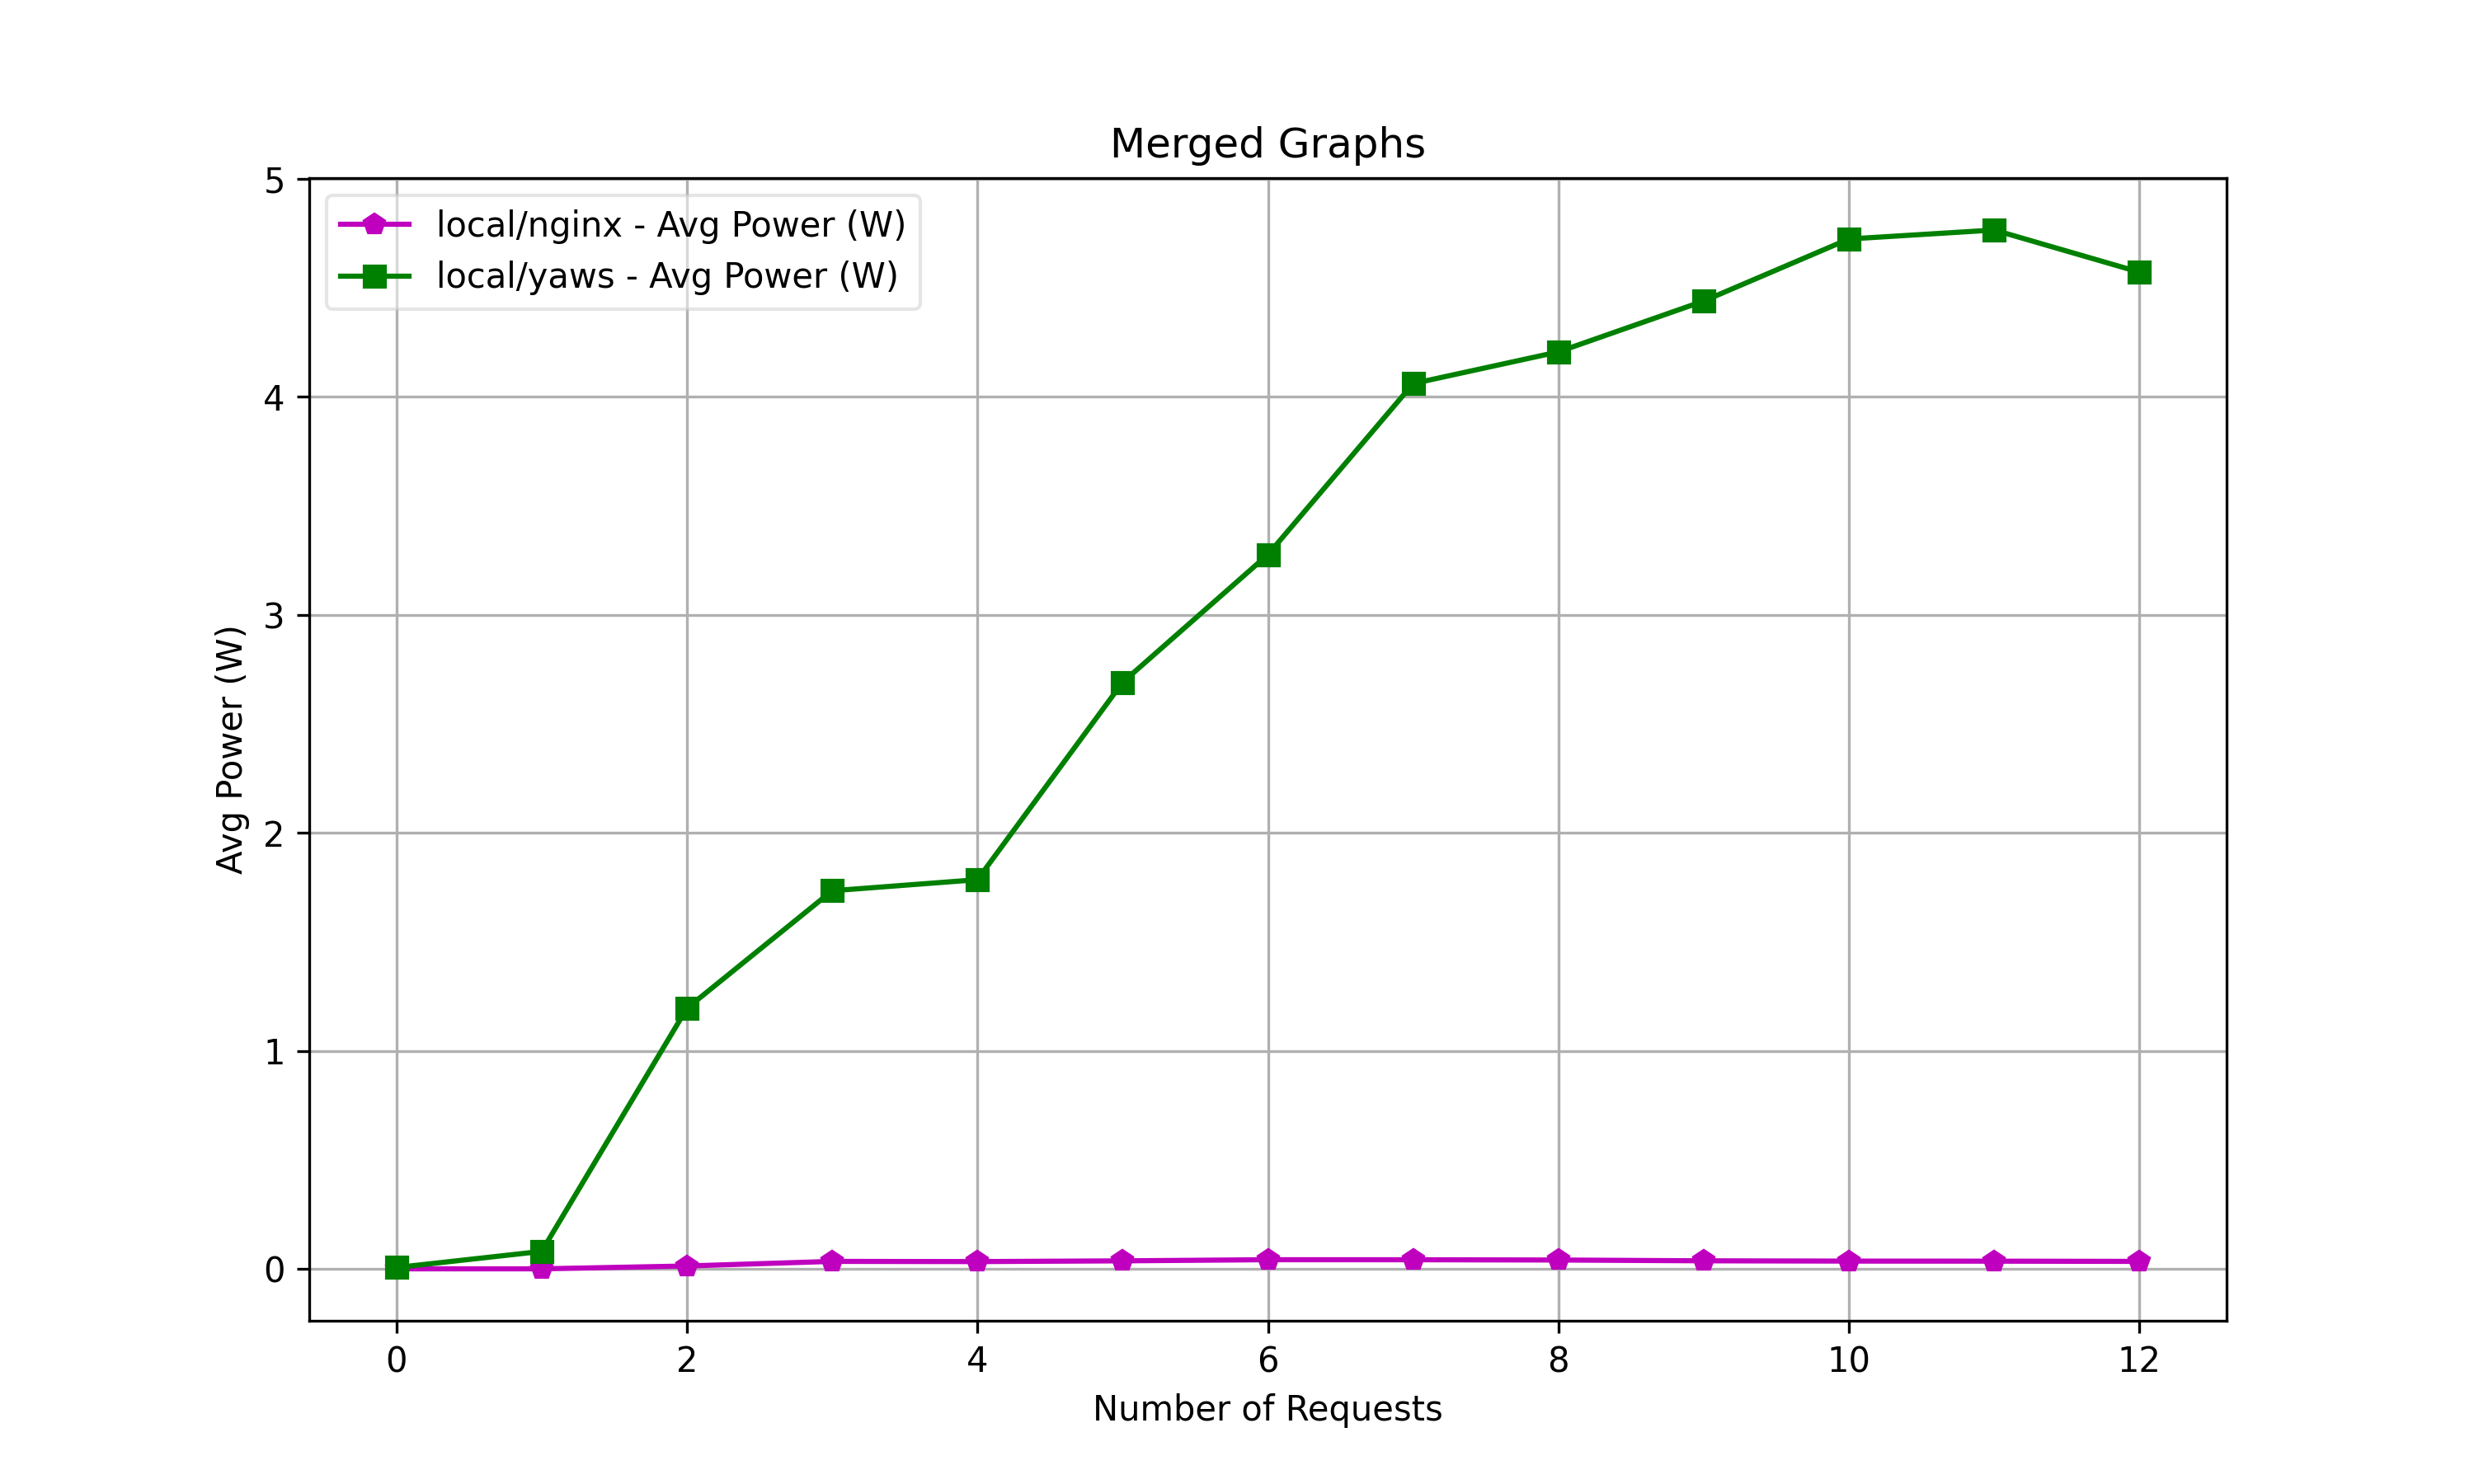 Merged Graphs
local/nginx - Avg Power (W)
local/yaws - Avg Power (W)
Avg Power (W)
5
4
3
2
1
0
0 2 4 6 8 10 12
Number of Requests